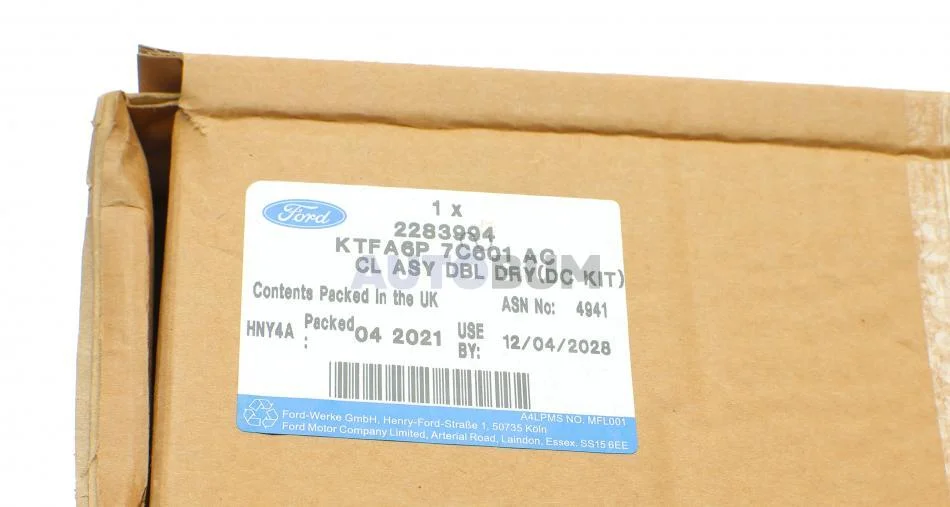 Ford
1 x
2283994
KTFA6P 7C601 AC
CL ASY DBL DRY(DC KIT)
AUTOBUM
Contents Packed in the UK
ASN No: 4941
HNY4A Packed : 04 2021 USE BY: 12/04/2028
A4LPMS NO. MFL001
Ford-Werke GmbH, Henry-Ford-Straße 1, 50735 Köln
Ford Motor Company Limited, Arterial Road, Laindon, Essex. SS15 6EE